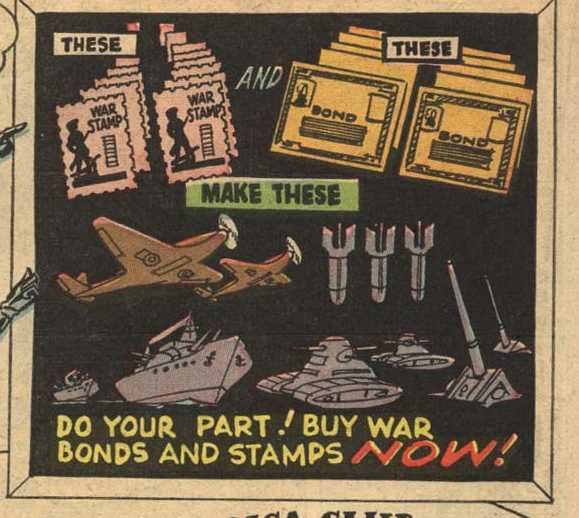 THESE
THESE
AND
WAR STAMP
WAR STAMP
BOND
BOND
MAKE THESE
DO YOUR PART! BUY WAR
BONDS AND STAMPS NOW!
CLUB